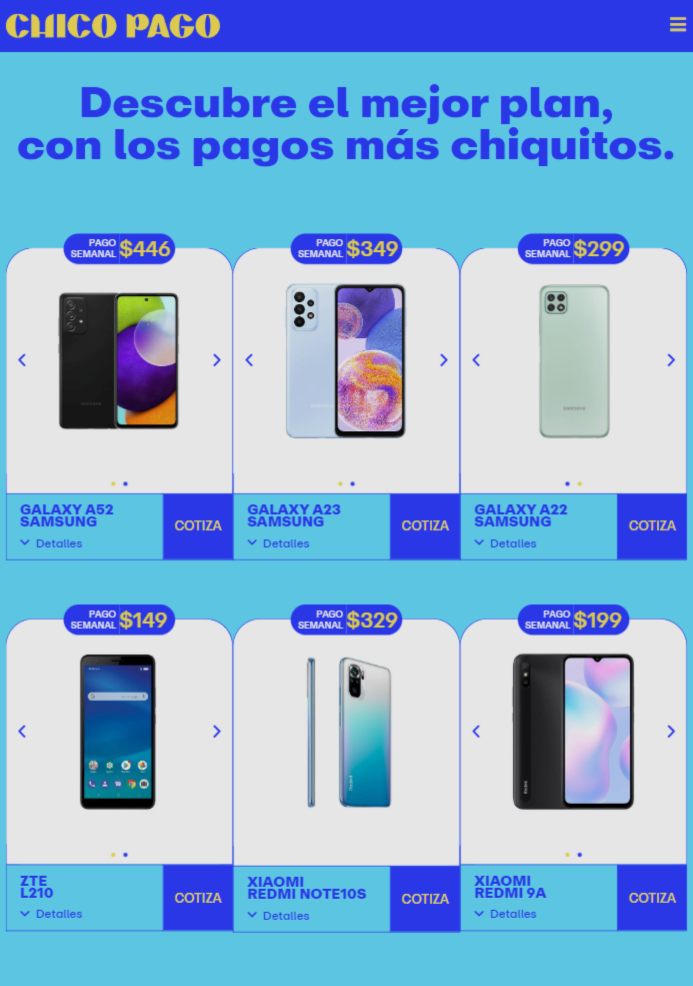 CHICO PAGO
Descubre el mejor plan,
con los pagos más chiquitos.
PAGO
SEMANAL $446
PAGO
SEMANAL $349
PAGO
SEMANAL $299
GALAXY A52
SAMSUNG
Detalles
COTIZA
GALAXY A23
SAMSUNG
Detalles
COTIZA
GALAXY A22
SAMSUNG
Detalles
COTIZA
PAGO
SEMANAL $149
PAGO
SEMANAL $329
PAGO
SEMANAL $199
ZTE
L210
Detalles
COTIZA
XIAOMI
REDMI NOTE10S
Detalles
COTIZA
XIAOMI
REDMI 9A
Detalles
COTIZA